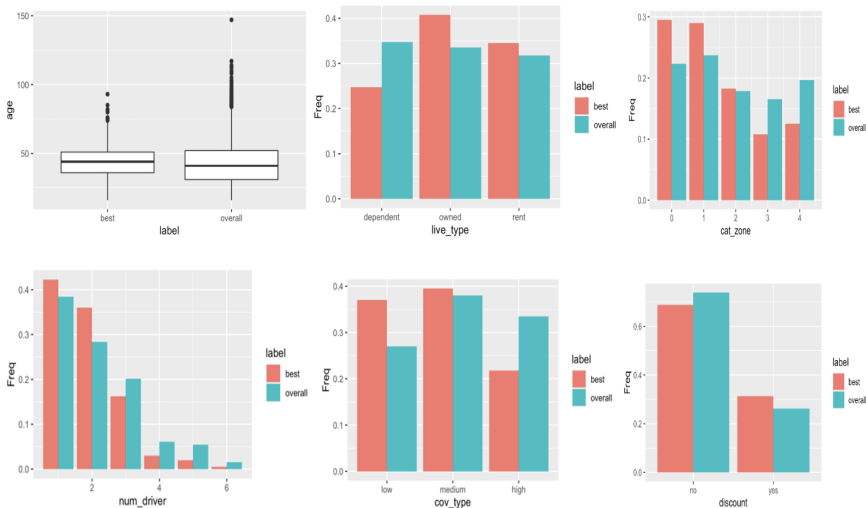 150
100
50
age
best
overall
label
0.4
0.3
0.2
0.1
0.0
Freq
dependent
owned
rent
live_type
label
best
overall
0.3
0.2
0.1
0.0
Freq
0
1
2
3
4
cat_zone
label
best
overall
0.4
0.3
0.2
0.1
0.0
Freq
2
4
6
num_driver
label
best
overall
0.4
0.3
0.2
0.1
0.0
Freq
low
medium
high
cov_type
label
best
overall
0.6
0.4
0.2
0.0
Freq
no
yes
discount
label
best
overall